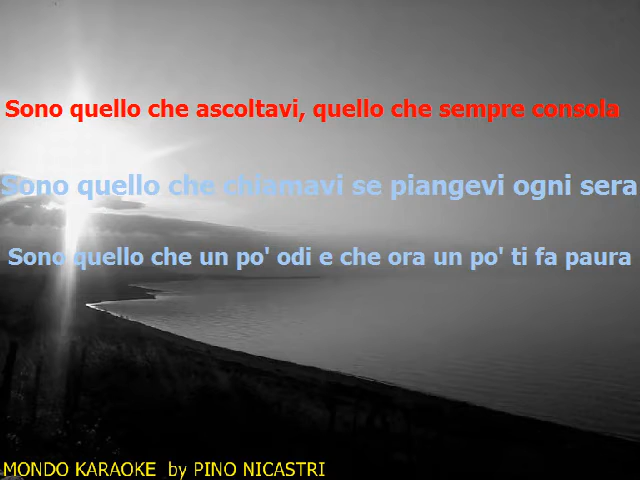 Sono quello che ascoltavi, quello che sempre consola
Sono quello che chiamavi se piangevi ogni sera
Sono quello che un po' odi e che ora un po' ti fa paura
MONDO KARAOKE by PINO NICASTRI